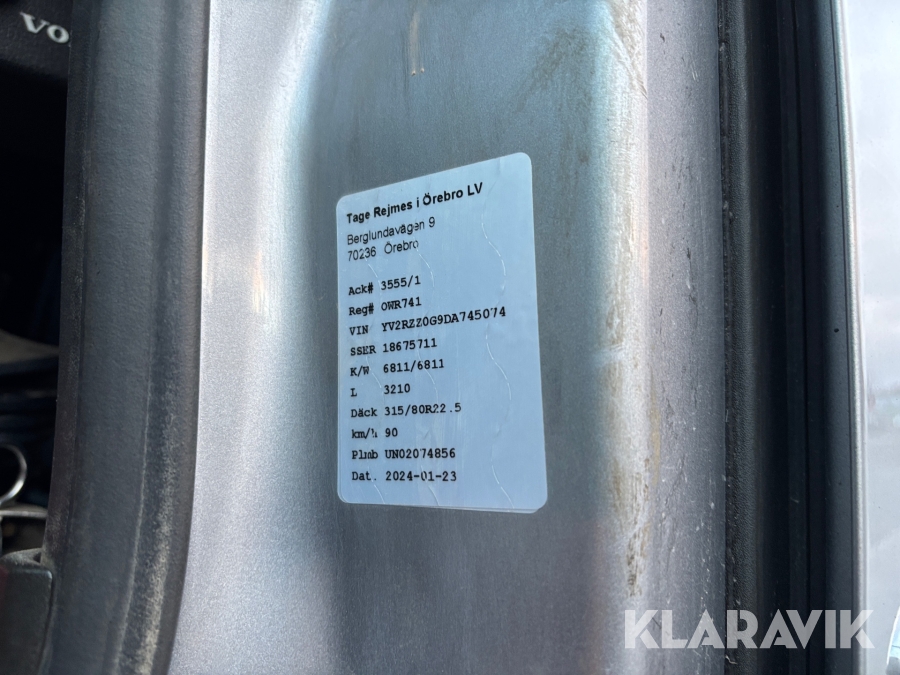 VO
Tage Rejmes i Örebro LV
Berglundavägen 9
70236 Örebro
Ack# 3555/1
Reg# OWR741
VIN YV2RZZ0G9DA745074
SSER 18675711
K/W 6811/6811
L 3210
Däck 315/80R22.5
km/h 90
Plmb UN02074856
Dat. 2024-01-23
KLARAVIK